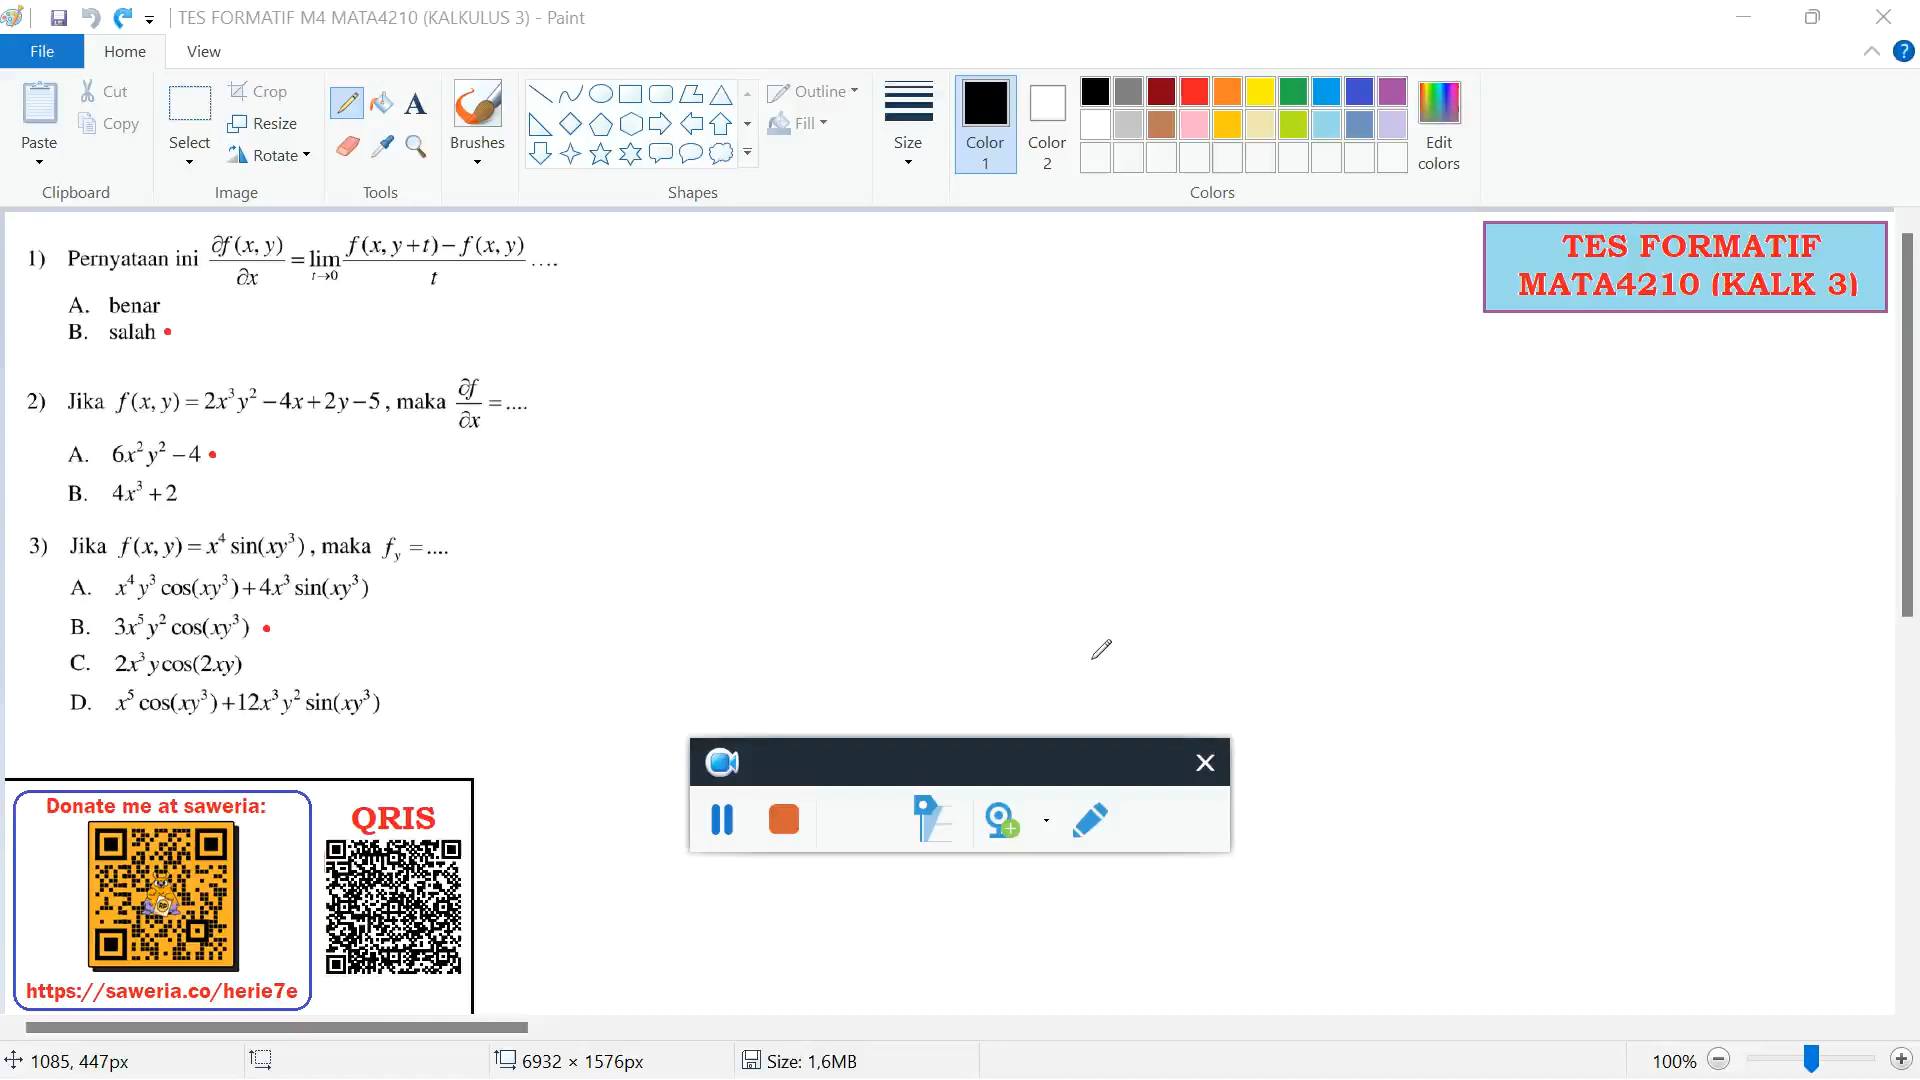 TES FORMATIF M4 MATA4210 (KALKULUS 3) - Paint
File Home View
Paste
Cut
Copy
Clipboard
Select
Crop
Resize
Rotate
Image
Tools
Brushes
Shapes
Outline
Fill
Size
Color 1
Color 2
Edit colors
Colors
TES FORMATIF
MATA4210 (KALK 3)
1) Pernyataan ini ∂f(x, y)/∂x = lim t→0 f(x, y+t) − f(x, y)/t ....
A. benar
B. salah
2) Jika f(x, y) = 2x³y² − 4x + 2y − 5, maka ∂f/∂x = ....
A. 6x²y² − 4
B. 4x³ + 2
3) Jika f(x, y) = x⁴ sin(xy³), maka f_y = ....
A. x⁴y³ cos(xy³) + 4x³ sin(xy³)
B. 3x⁵y² cos(xy³)
C. 2x³y cos(2xy)
D. x⁵ cos(xy³) + 12x³y² sin(xy³)
Donate me at saweria:
https://saweria.co/herie7e
QRIS
1085, 447px
6932 × 1576px
Size: 1,6MB
100%